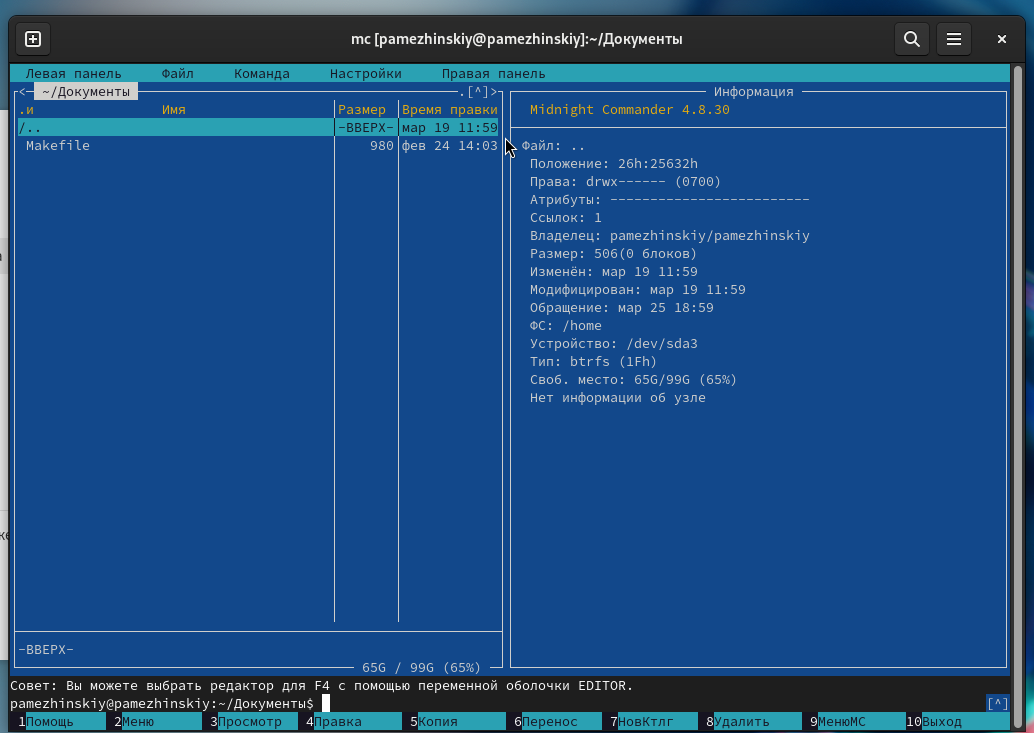 mc [pamezhinskiy@pamezhinskiy]:~/Документы
Левая панель Файл Команда Настройки Правая панель
<- ~/Документы .[^]>
.и Имя Размер Время правки
/.. -ВВЕРХ- мар 19 11:59
Makefile 980 фев 24 14:03
-ВВЕРХ-
65G / 99G (65%)
Информация
Midnight Commander 4.8.30
Файл: ..
Положение: 26h:25632h
Права: drwx------ (0700)
Атрибуты: -------------------------
Ссылок: 1
Владелец: pamezhinskiy/pamezhinskiy
Размер: 506(0 блоков)
Изменён: мар 19 11:59
Модифицирован: мар 19 11:59
Обращение: мар 25 18:59
ФС: /home
Устройство: /dev/sda3
Тип: btrfs (1Fh)
Своб. место: 65G/99G (65%)
Нет информации об узле
Совет: Вы можете выбрать редактор для F4 с помощью переменной оболочки EDITOR.
pamezhinskiy@pamezhinskiy:~/Документы$ [^]
1Помощь 2Меню 3Просмотр 4Правка 5Копия 6Перенос 7НовКтлг 8Удалить 9МенюМС 10Выход